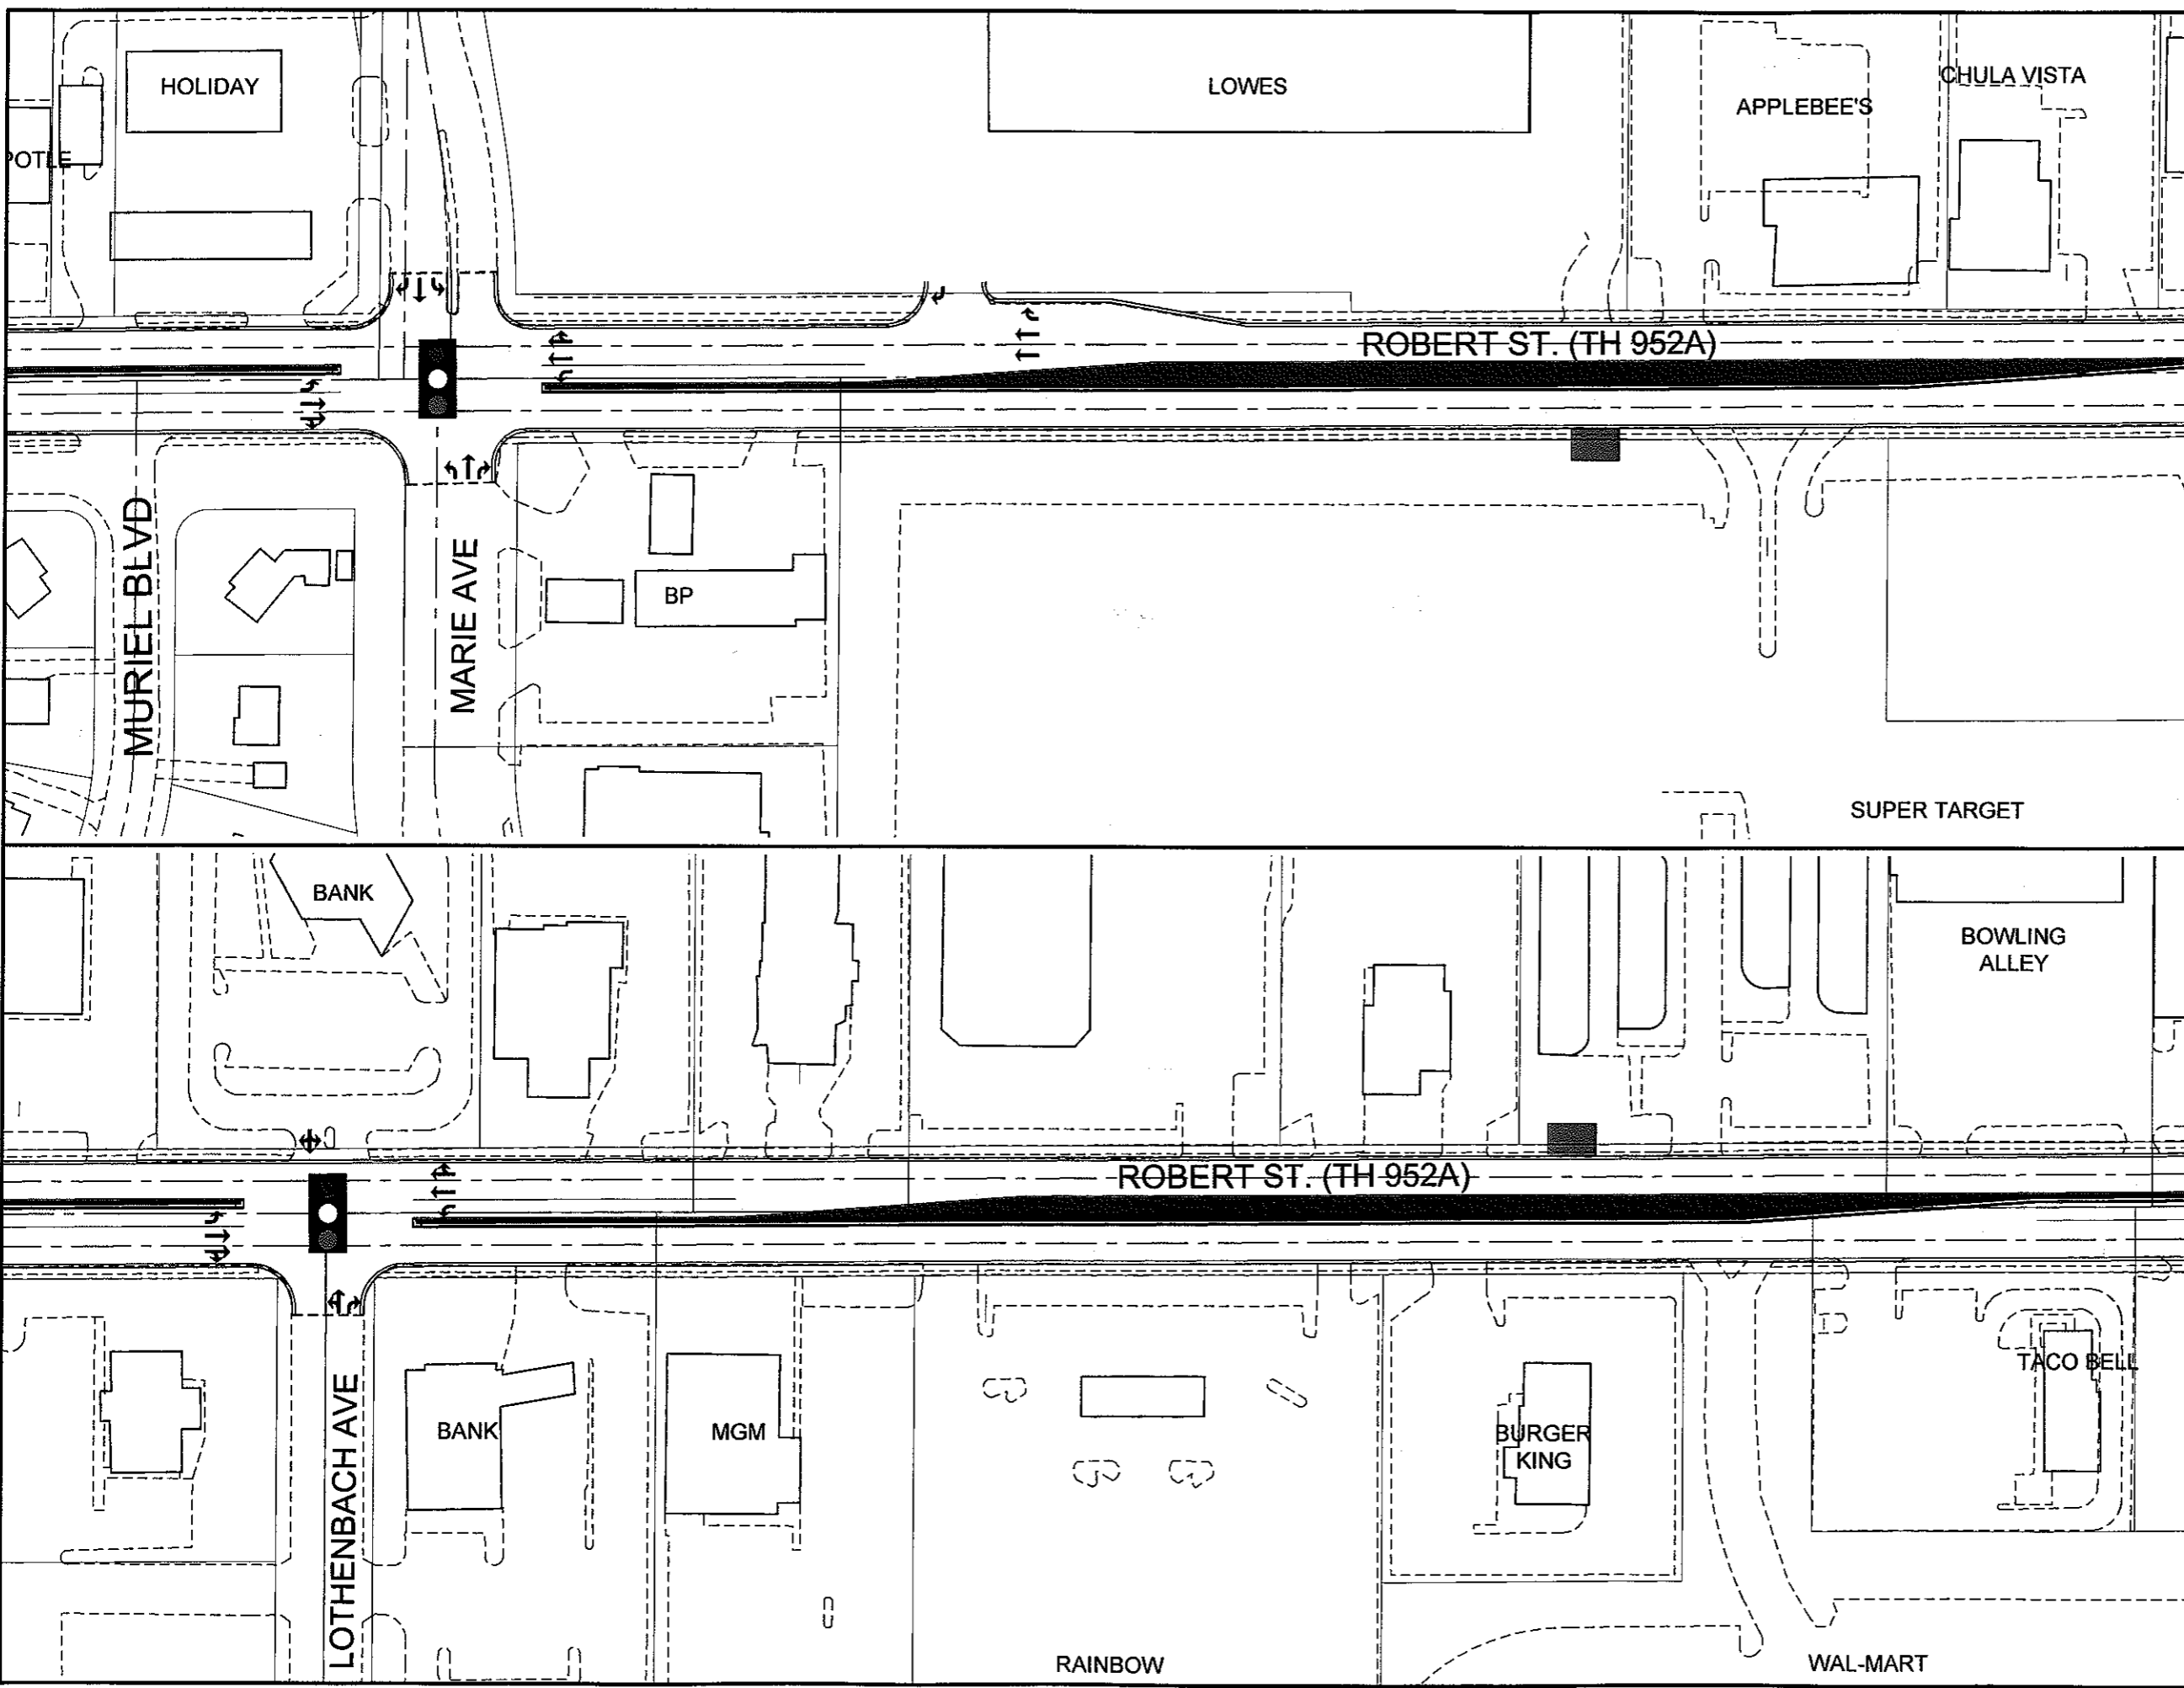 HOLIDAY
LOWES
CHULA VISTA
APPLEBEE'S
POTLE
ROBERT ST. (TH 952A)
MURIEL BLVD
MARIE AVE
BP
SUPER TARGET
BANK
BOWLING
ALLEY
ROBERT ST. (TH 952A)
TACO BELL
LOTHENBACH AVE
BANK
MGM
BURGER
KING
RAINBOW
WAL-MART